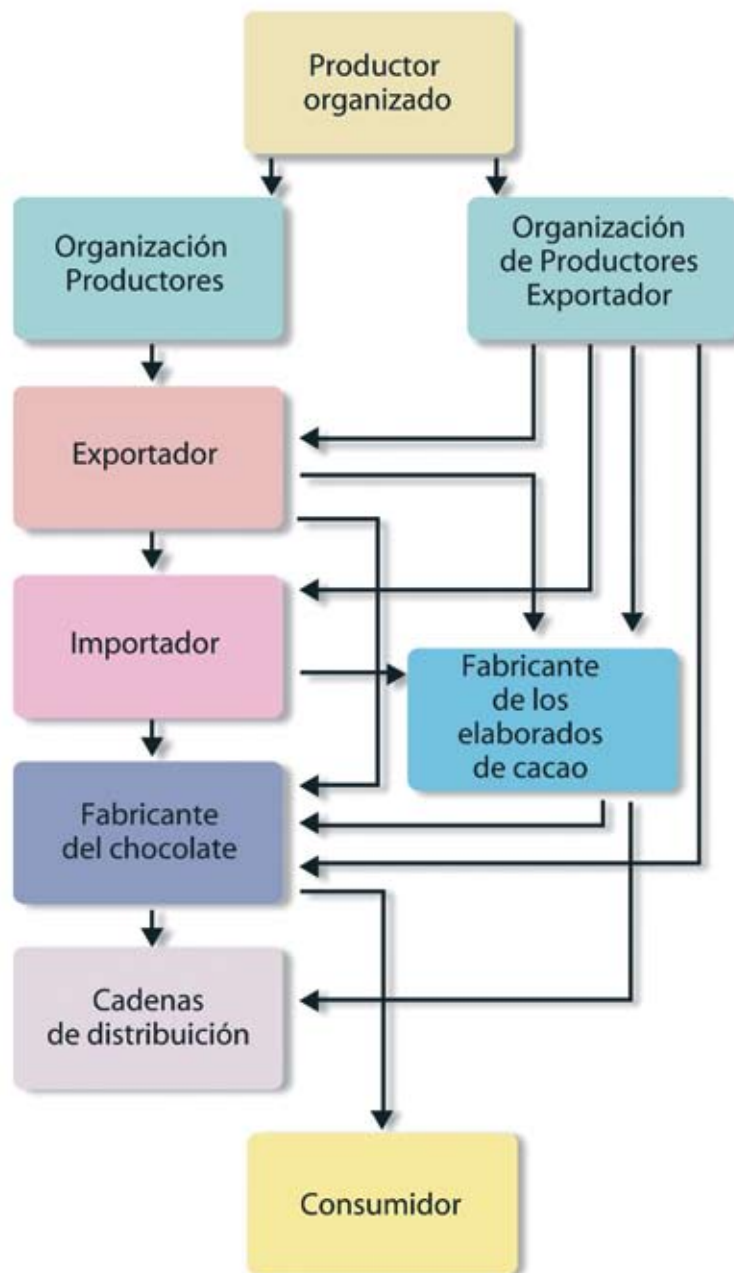 Productor
organizado
Organización
Productores
Organización
de Productores
Exportador
Exportador
Importador
Fabricante
de los
elaborados
de cacao
Fabricante
del chocolate
Cadenas
de distribuición
Consumidor